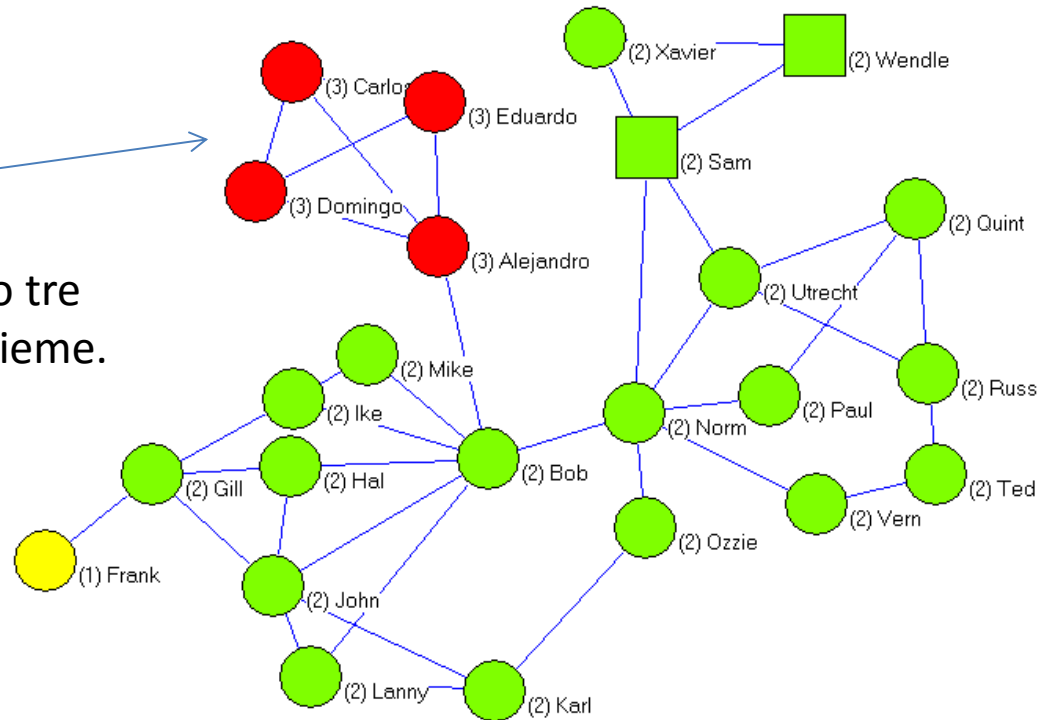 (2) Xavier
(2) Wendle
(3) Carlos
(3) Eduardo
(2) Sam
(3) Domingo
(2) Quint
(3) Alejandro
(2) Utrecht
o tre
ieme.
(2) Mike
(2) Russ
(2) Ike
(2) Paul
(2) Norm
(2) Bob
(2) Gill
(2) Hal
(2) Ted
(2) Vern
(2) Ozzie
(1) Frank
(2) John
(2) Lanny
(2) Karl